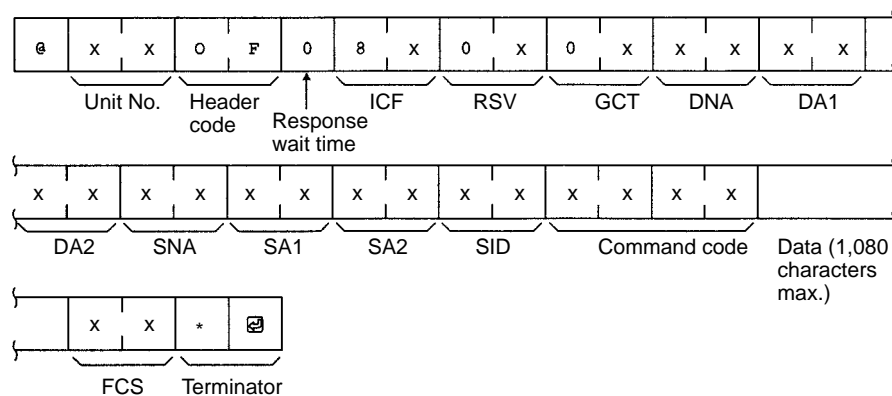 @ x x O F 0 8 x 0 x 0 x x x x x
Unit No. Header code Response wait time ICF RSV GCT DNA DA1
x x x x x x x x x x x x x x
DA2 SNA SA1 SA2 SID Command code Data (1,080 characters max.)
x x * ↵
FCS Terminator